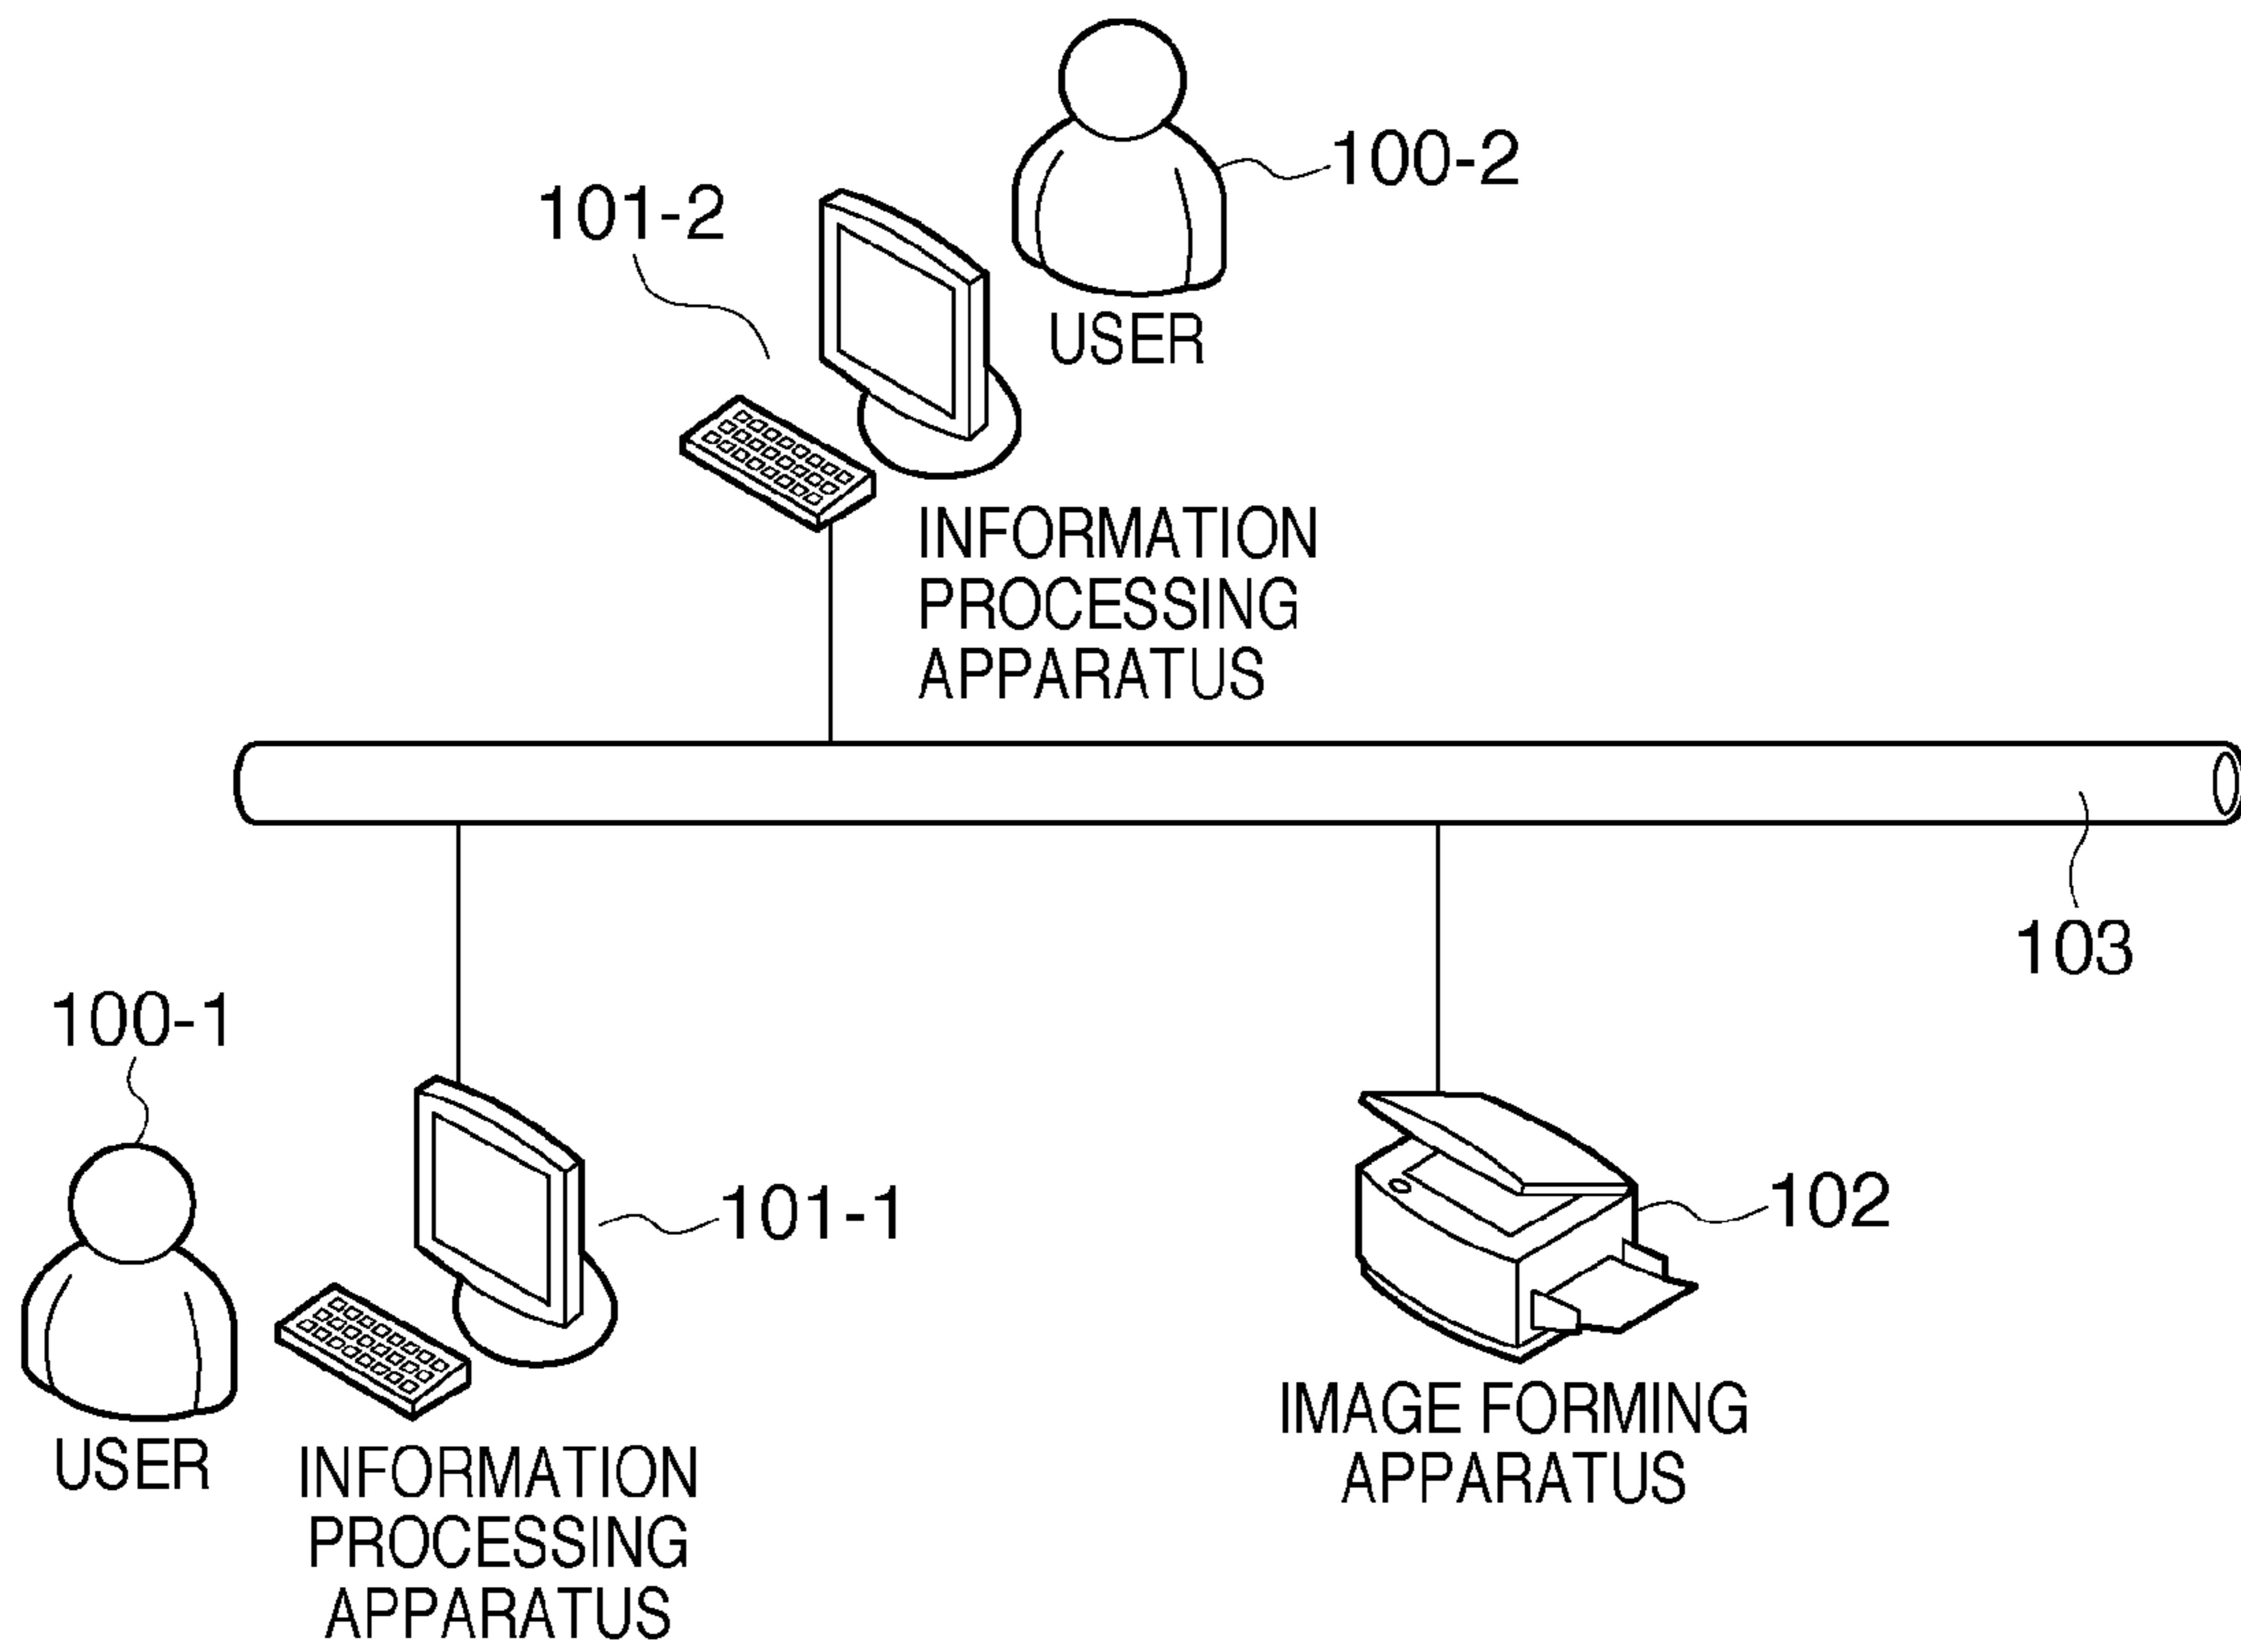 100-2
101-2
USER
INFORMATION
PROCESSING
APPARATUS
103
100-1
101-1
102
USER
INFORMATION
PROCESSING
APPARATUS
IMAGE FORMING
APPARATUS